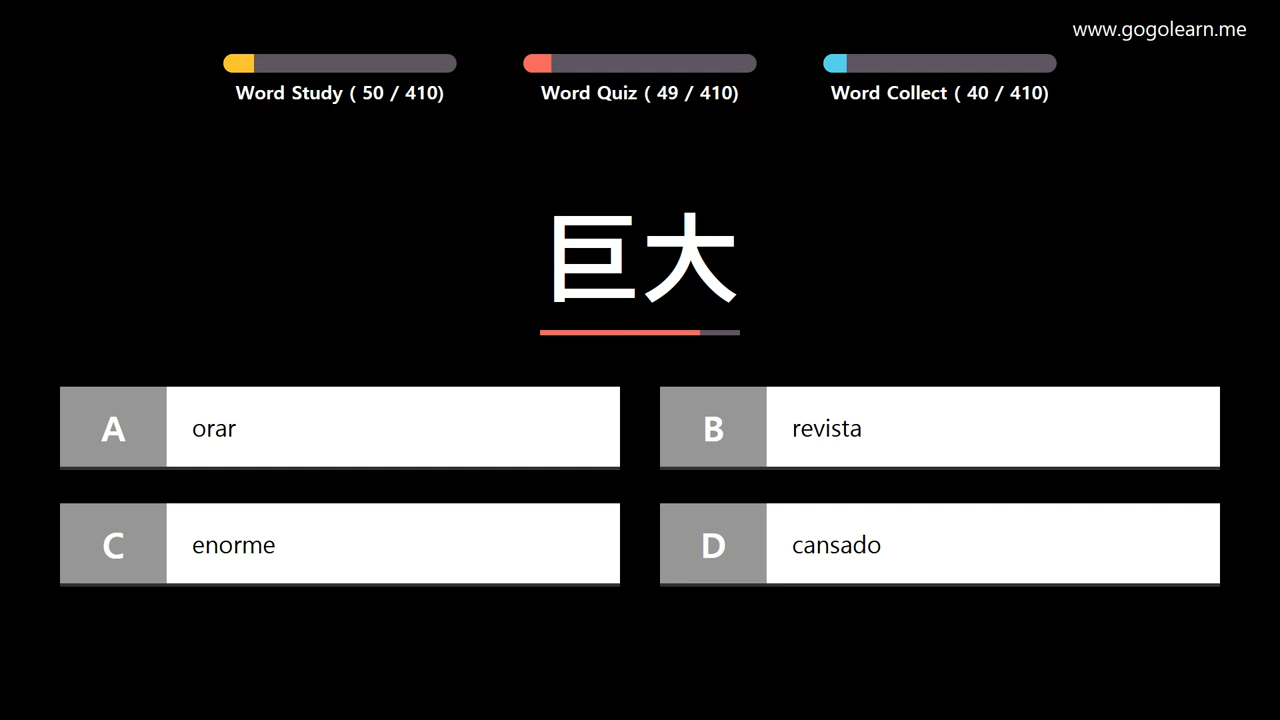 www.gogolearn.me
Word Study ( 50 / 410)
Word Quiz ( 49 / 410)
Word Collect ( 40 / 410)
巨大
A orar
B revista
C enorme
D cansado